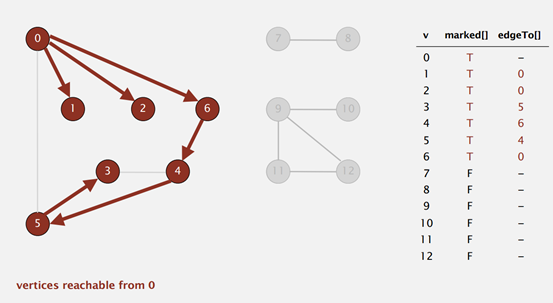 0
7
8
1
2
6
9
10
3
4
11
12
5
v marked[] edgeTo[]
0 T –
1 T 0
2 T 0
3 T 5
4 T 6
5 T 4
6 T 0
7 F –
8 F –
9 F –
10 F –
11 F –
12 F –
vertices reachable from 0